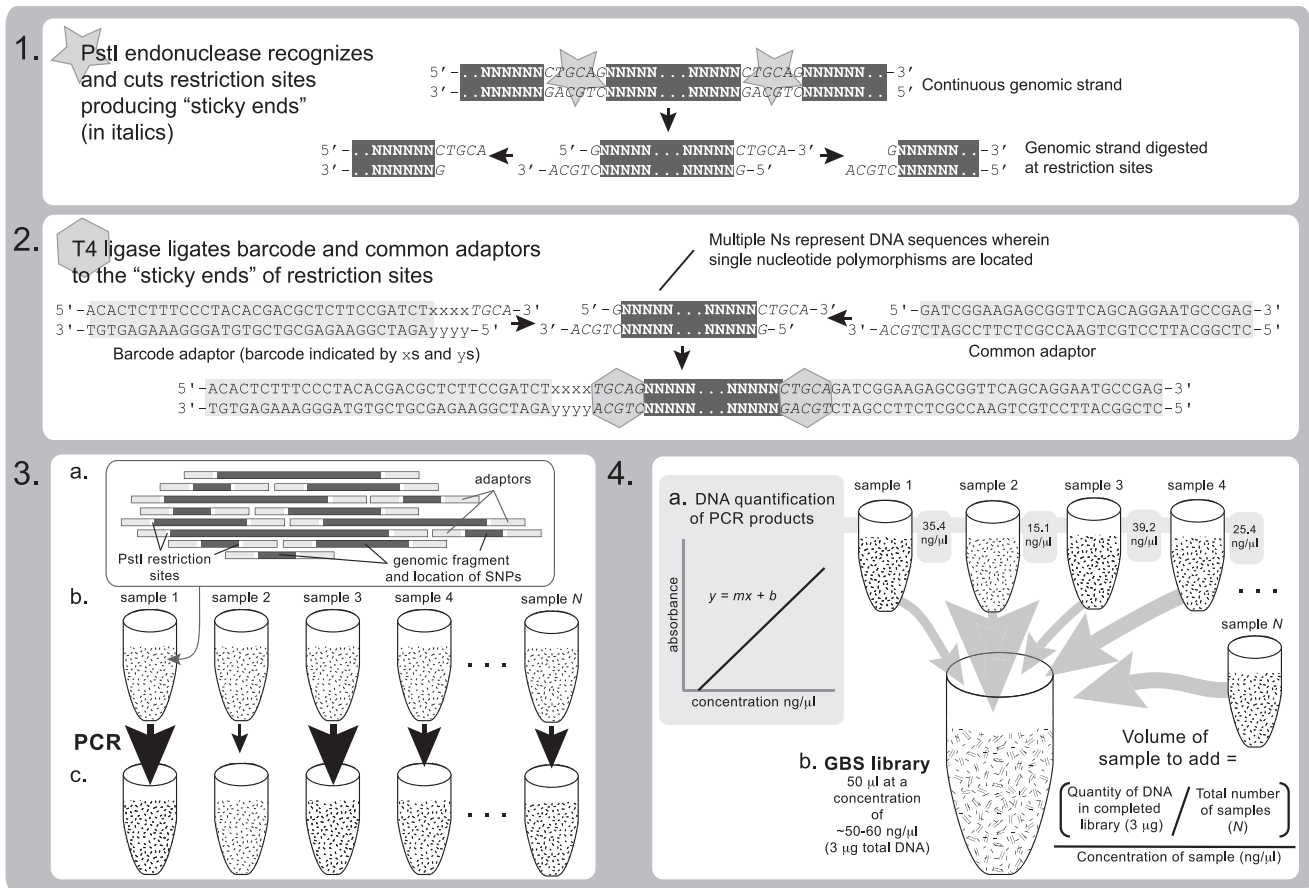 1.
PstI endonuclease recognizes
and cuts restriction sites
producing “sticky ends”
(in italics)
5′-..NNNNNNCTGCAGNNNNN...NNNNNCTGCAGNNNNNN..-3′
3′-..NNNNNNGACGTCNNNNN...NNNNNGACGTCNNNNNN..- 5′
Continuous genomic strand
5′-..NNNNNNCTGCA
3′-..NNNNNNG
5′-GNNNNN...NNNNNCTGCA-3′
3′-ACGTCNNNNN...NNNNNG-5′
GNNNNNN..-3′
ACGTCNNNNNN..-5′
Genomic strand digested
at restriction sites
2.
T4 ligase ligates barcode and common adaptors
to the “sticky ends” of restriction sites
Multiple Ns represent DNA sequences wherein
single nucleotide polymorphisms are located
5'-ACACTCTTTCCCTACACGACGCTCTTCCGATCTxxxxTGCA-3'
3'-TGTGAGAAAGGGATGTGCTGCGAGAAGGCTAGAyyyy-5'
Barcode adaptor (barcode indicated by xs and ys)
5′-GNNNNN...NNNNNCTGCA-3′
3′-ACGTCNNNNN...NNNNNG-5′
5'-GATCGGAAGAGCGGTTCAGCAGGAATGCCGAG-3'
3'-ACGTCTAGCCTTCTCGCCAAGTCGTCCTTACGGCTC-5'
Common adaptor
5'-ACACTCTTTCCCTACACGACGCTCTTCCGATCTxxxxTGCAGNNNNN...NNNNNCTGCAGATCGGAAGAGCGGTTCAGCAGGAATGCCGAG-3'
3'-TGTGAGAAAGGGATGTGCTGCGAGAAGGCTAGAyyyyACGTCNNNNN...NNNNNGACGTCTAGCCTTCTCGCCAAGTCGTCCTTACGGCTC-5'
3.
a.
adaptors
PstI restriction
sites
genomic fragment
and location of SNPs
b.
sample 1 sample 2 sample 3 sample 4 sample N
. . .
PCR
c.
. . .
4.
a. DNA quantification
of PCR products
absorbance
y = mx + b
concentration ng/µl
sample 1 sample 2 sample 3 sample 4
35.4
ng/µl
15.1
ng/µl
39.2
ng/µl
25.4
ng/µl
. . .
sample N
b. GBS library
50 µl at a
concentration
of
~50-60 ng/µl
(3 µg total DNA)
Volume of
sample to add =
Quantity of DNA
in completed
library (3 µg)
/
Total number
of samples
(N)
Concentration of sample (ng/µl)